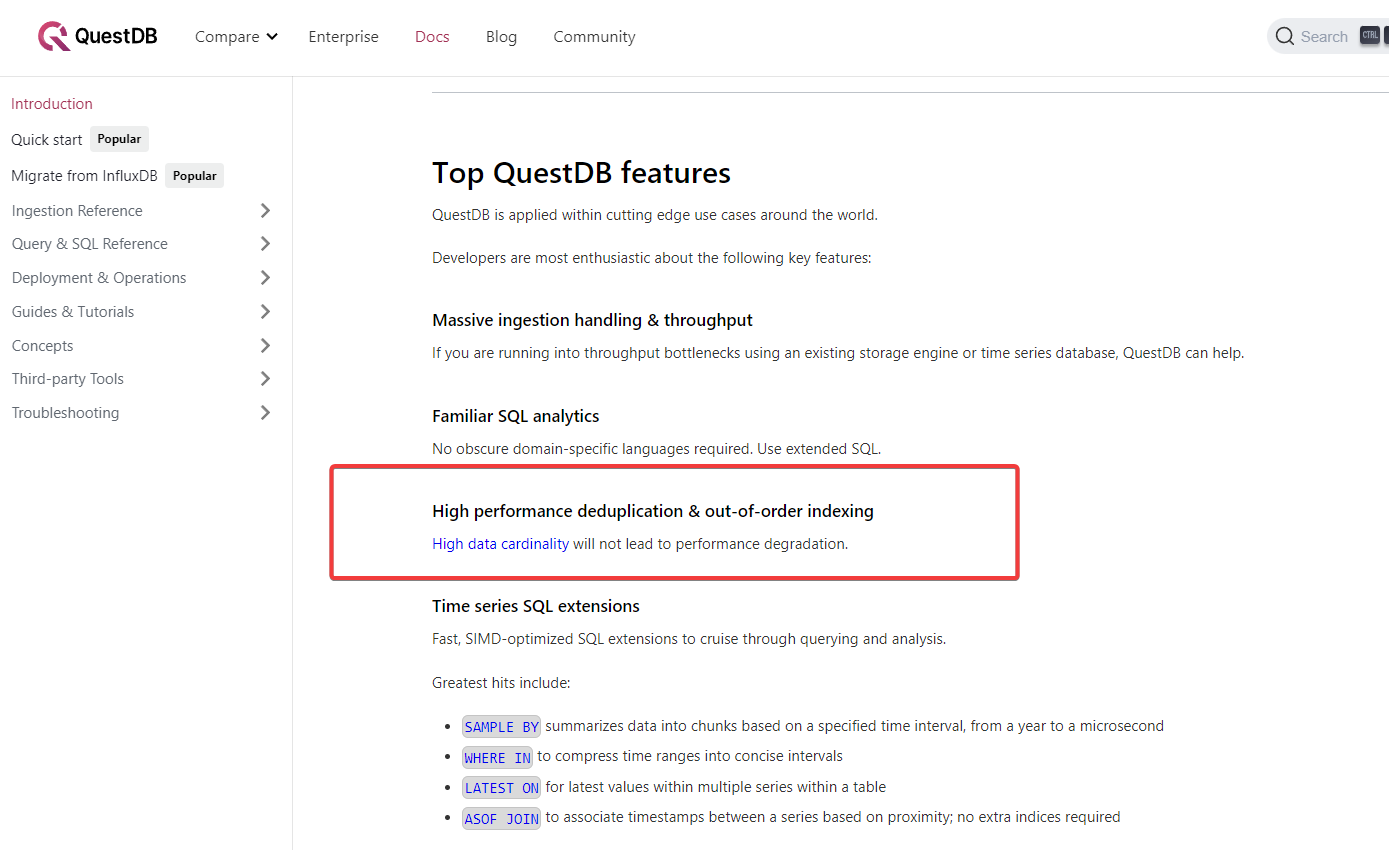 QuestDB
Compare
Enterprise
Docs
Blog
Community
Search
CTRL
Introduction
Quick start Popular
Migrate from InfluxDB Popular
Ingestion Reference
Query & SQL Reference
Deployment & Operations
Guides & Tutorials
Concepts
Third-party Tools
Troubleshooting
Top QuestDB features
QuestDB is applied within cutting edge use cases around the world.
Developers are most enthusiastic about the following key features:
Massive ingestion handling & throughput
If you are running into throughput bottlenecks using an existing storage engine or time series database, QuestDB can help.
Familiar SQL analytics
No obscure domain-specific languages required. Use extended SQL.
High performance deduplication & out-of-order indexing
High data cardinality will not lead to performance degradation.
Time series SQL extensions
Fast, SIMD-optimized SQL extensions to cruise through querying and analysis.
Greatest hits include:
• SAMPLE BY summarizes data into chunks based on a specified time interval, from a year to a microsecond
• WHERE IN to compress time ranges into concise intervals
• LATEST ON for latest values within multiple series within a table
• ASOF JOIN to associate timestamps between a series based on proximity; no extra indices required